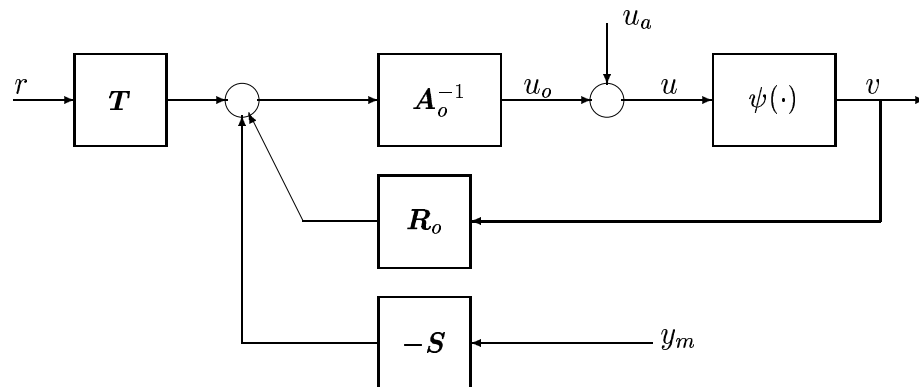 u_a
r T A_o^{-1} u_o u ψ(·) v
R_o
−S y_m